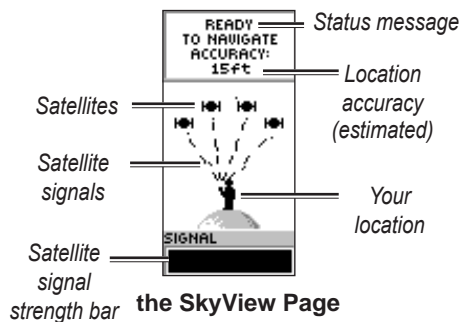 READY
TO NAVIGATE
ACCURACY:
15ft
Status message
Location
accuracy
(estimated)
Satellites
Satellite
signals
Your
location
SIGNAL
Satellite
signal
strength bar
the SkyView Page